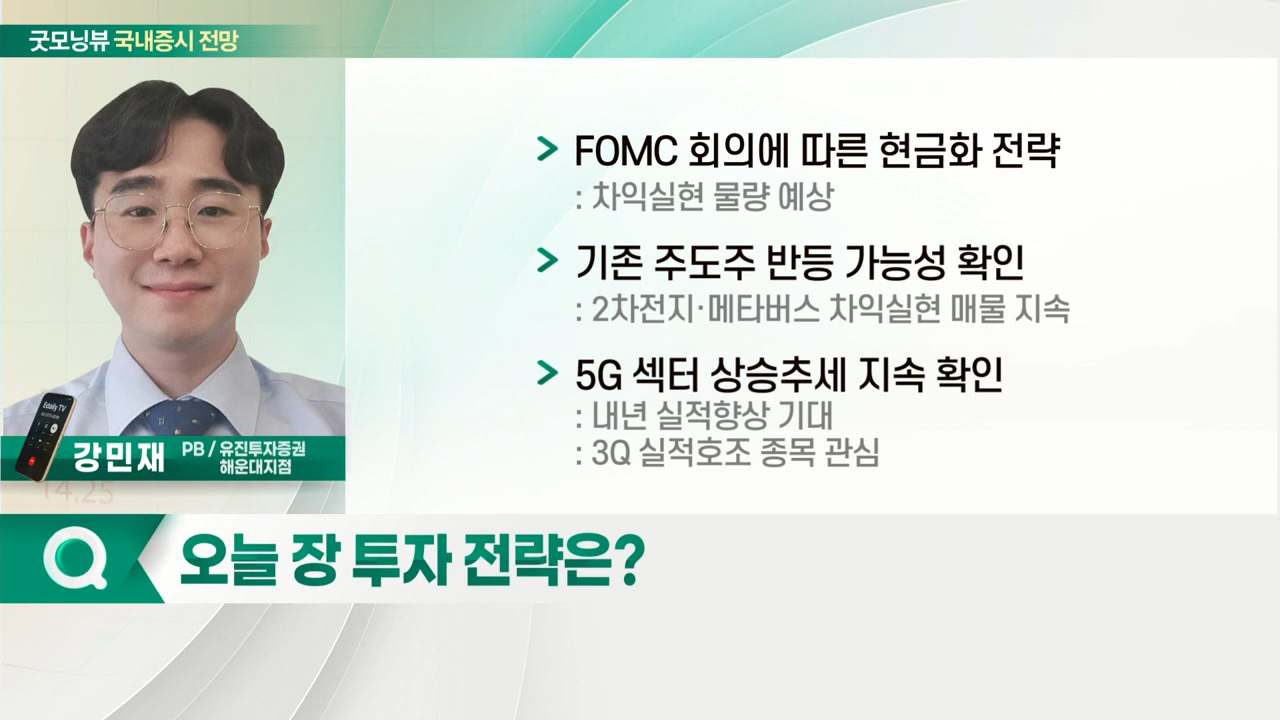 굿모닝뷰 국내증시 전망
> FOMC 회의에 따른 현금화 전략
: 차익실현 물량 예상
> 기존 주도주 반등 가능성 확인
: 2차전지·메타버스 차익실현 매물 지속
> 5G 섹터 상승추세 지속 확인
: 내년 실적향상 기대
: 3Q 실적호조 종목 관심
Edaily TV
강민재 PB / 유진투자증권
해운대지점
14.25
Q 오늘 장 투자 전략은?